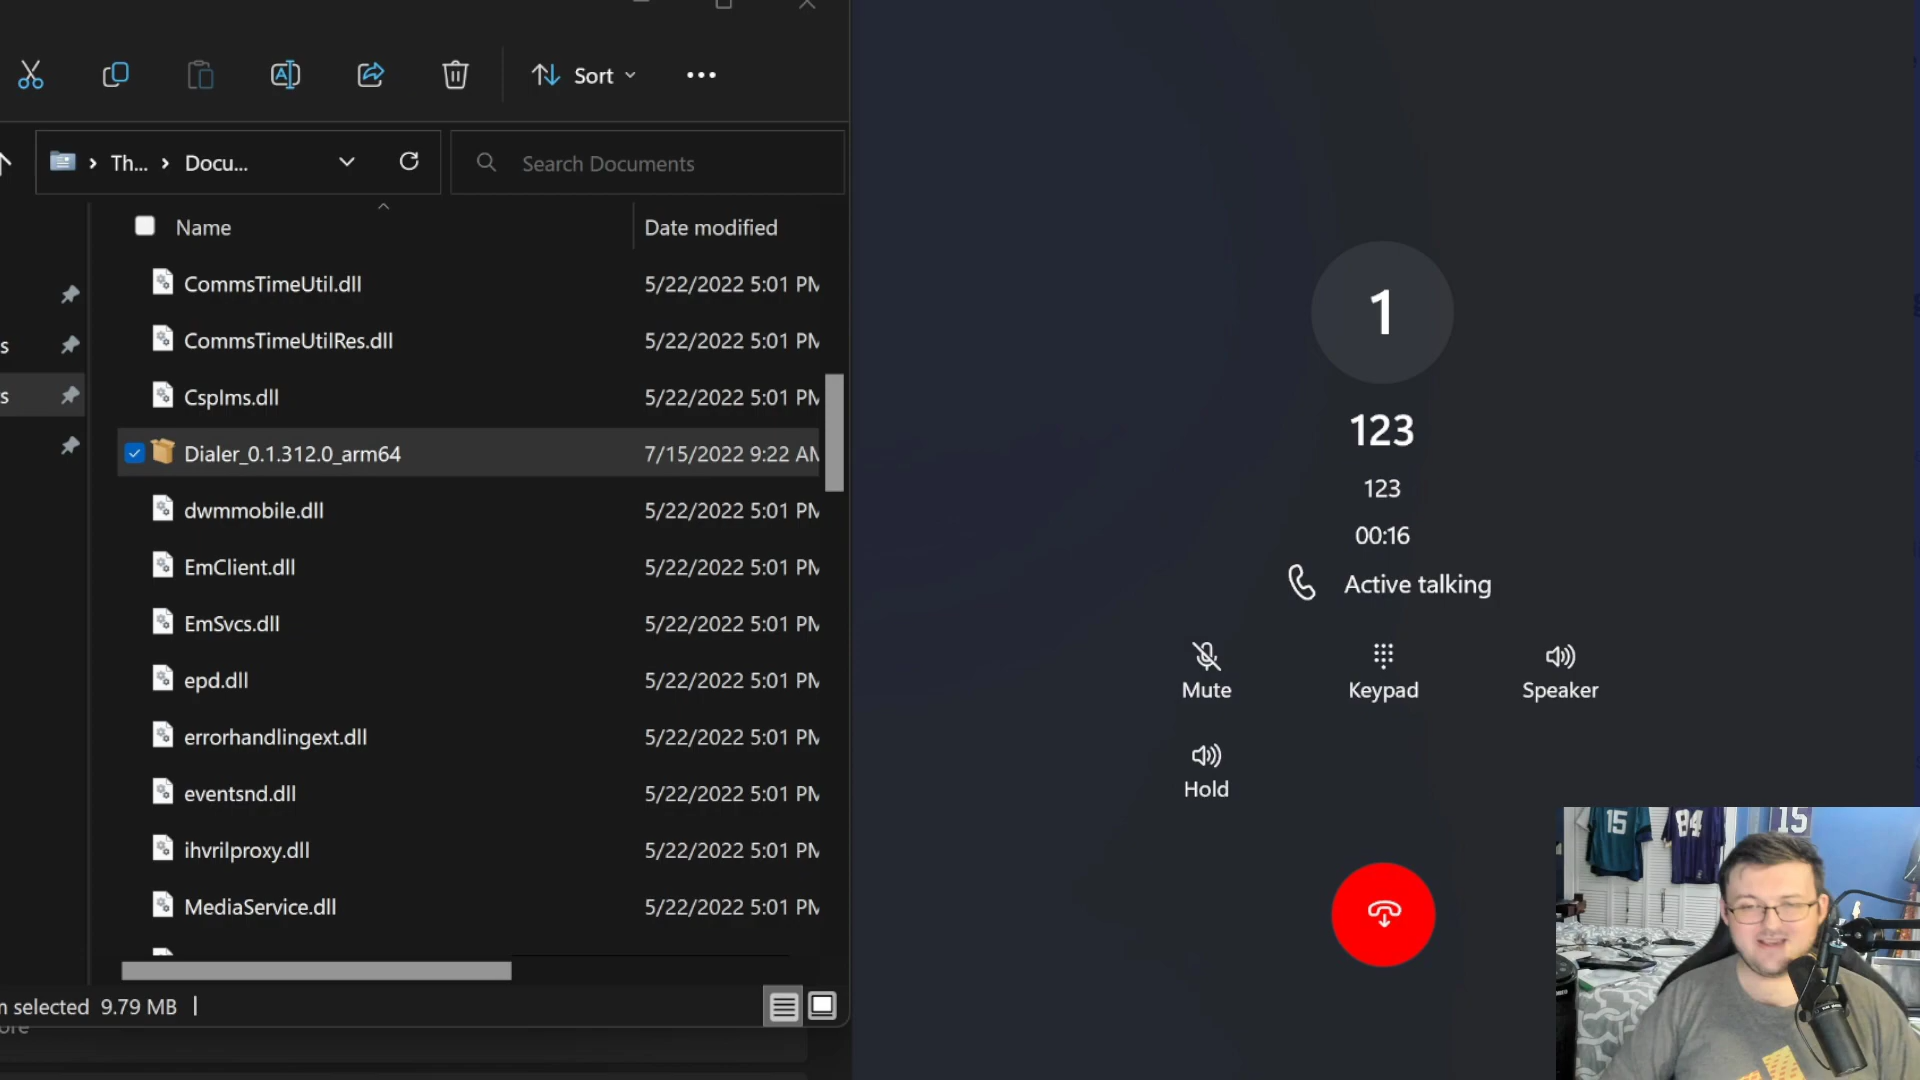 Sort
Th... Docu...
Search Documents
Name Date modified
CommsTimeUtil.dll 5/22/2022 5:01 PM
CommsTimeUtilRes.dll 5/22/2022 5:01 PM
CspIms.dll 5/22/2022 5:01 PM
Dialer_0.1.312.0_arm64 7/15/2022 9:22 AM
dwmmobile.dll 5/22/2022 5:01 PM
EmClient.dll 5/22/2022 5:01 PM
EmSvcs.dll 5/22/2022 5:01 PM
epd.dll 5/22/2022 5:01 PM
errorhandlingext.dll 5/22/2022 5:01 PM
eventsnd.dll 5/22/2022 5:01 PM
ihvrilproxy.dll 5/22/2022 5:01 PM
MediaService.dll 5/22/2022 5:01 PM
s
s
m selected 9.79 MB
1
123
123
00:16
Active talking
Mute Keypad Speaker
Hold
15 84 15